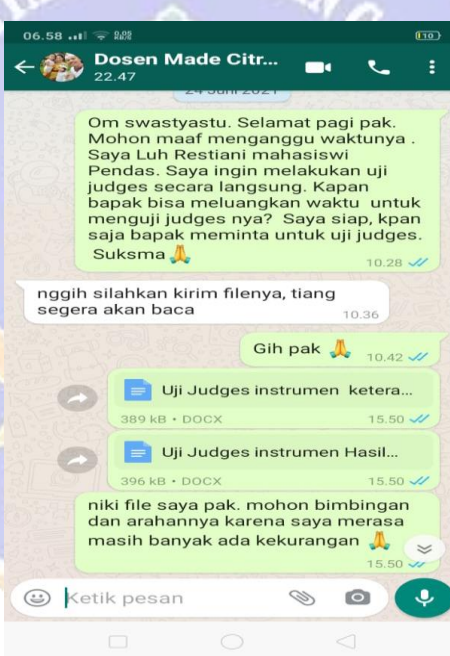 06.58
10
Dosen Made Citr...
22.47
24 Juni 2021
Om swastyastu. Selamat pagi pak.
Mohon maaf menganggu waktunya .
Saya Luh Restiani mahasiswi
Pendas. Saya ingin melakukan uji
judges secara langsung. Kapan
bapak bisa meluangkan waktu untuk
menguji judges nya? Saya siap, kpan
saja bapak meminta untuk uji judges.
Suksma 🙏
10.28
nggih silahkan kirim filenya, tiang
segera akan baca
10.36
Gih pak 🙏 10.42
Uji Judges instrumen ketera...
389 kB • DOCX 15.50
Uji Judges instrumen Hasil...
396 kB • DOCX 15.50
niki file saya pak. mohon bimbingan
dan arahannya karena saya merasa
masih banyak ada kekurangan 🙏
15.50
Ketik pesan